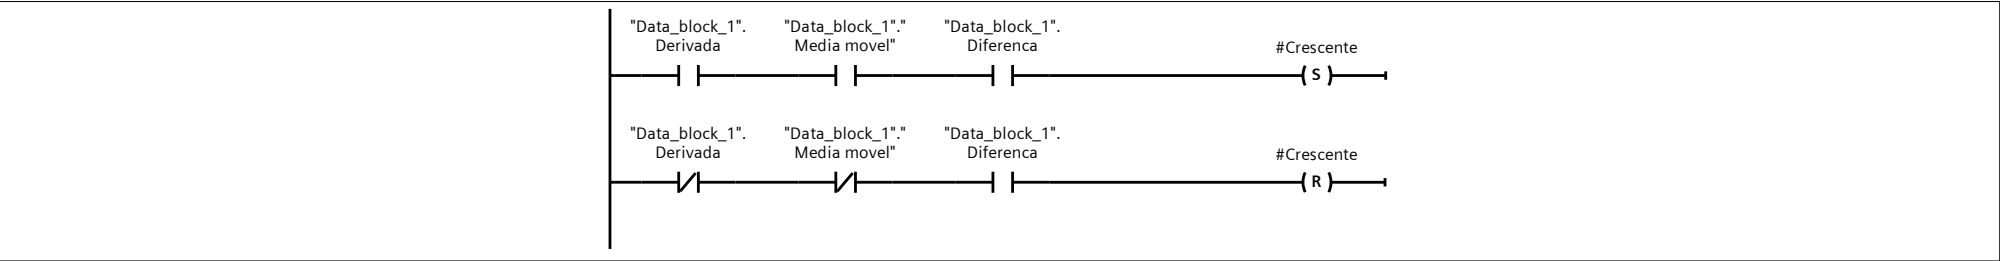 "Data_block_1". "Data_block_1"." "Data_block_1".
Derivada Media movel" Diferenca #Crescente
S
"Data_block_1". "Data_block_1"." "Data_block_1".
Derivada Media movel" Diferenca #Crescente
R